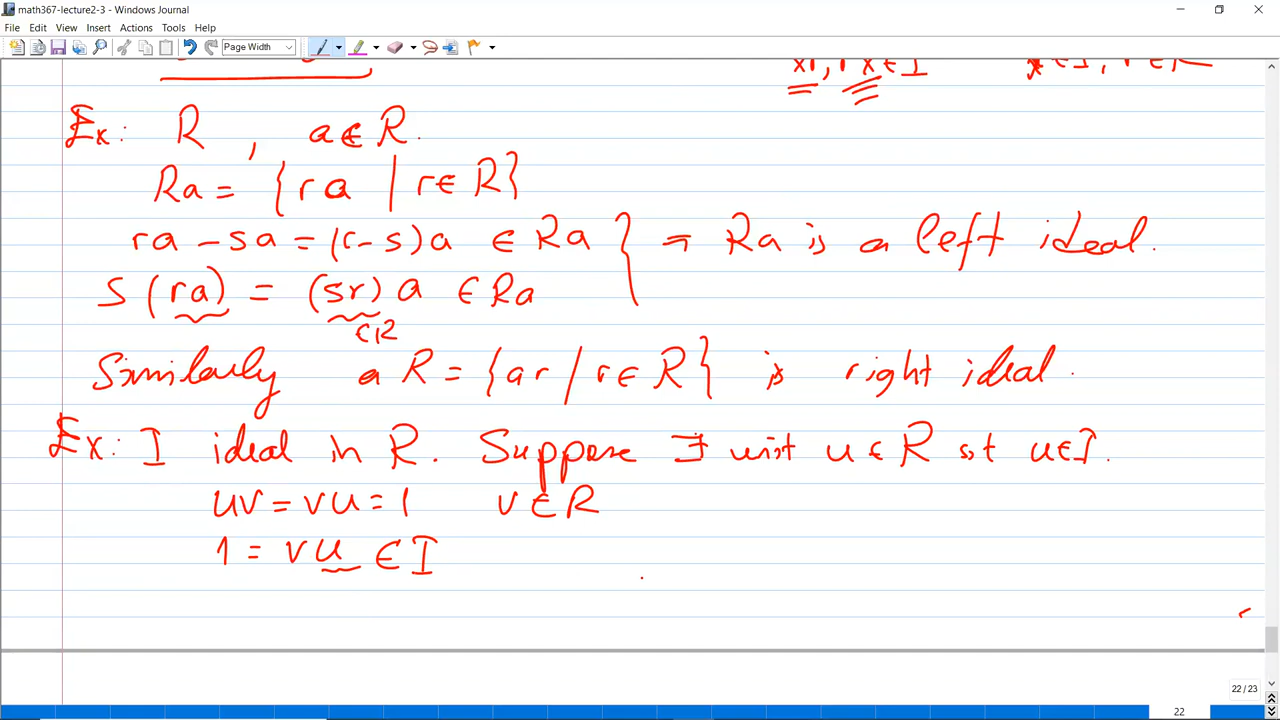 math367-lecture2-3 - Windows Journal
File Edit View Insert Actions Tools Help
Page Width
xr, rx ∈ I x ∈ I, r ∈ R
Ex: R , a ∈ R.
Ra = {ra | r ∈ R}
ra - sa = (r-s)a ∈ Ra } ⇒ Ra is a left ideal.
s(ra) = (sr)a ∈ Ra
∈R
Similarly aR = {ar / r ∈ R} is right ideal.
Ex: I ideal in R. Suppose ∃ unit u ∈ R s.t u ∈ I.
uv = vu = 1 v ∈ R
1 = vu ∈ I
22 / 23
22